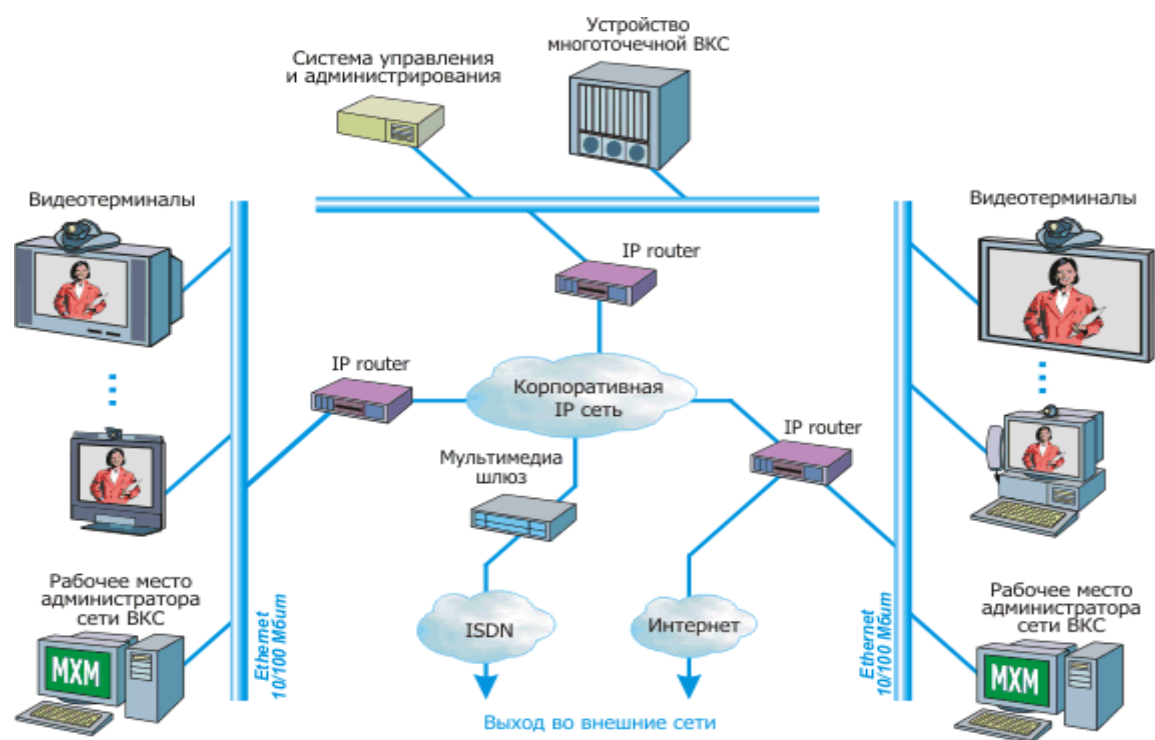 Устройство
многоточечной ВКС
Система управления
и администрирования
Видеотерминалы
Видеотерминалы
IP router
IP router
Корпоративная
IP сеть
IP router
Мультимедиа
шлюз
Рабочее место
администратора
сети ВКС
Рабочее место
администратора
сети ВКС
ISDN
Интернет
Ethernet
10/100 Мбит
Ethernet
10/100 Мбит
MXM
MXM
Выход во внешние сети